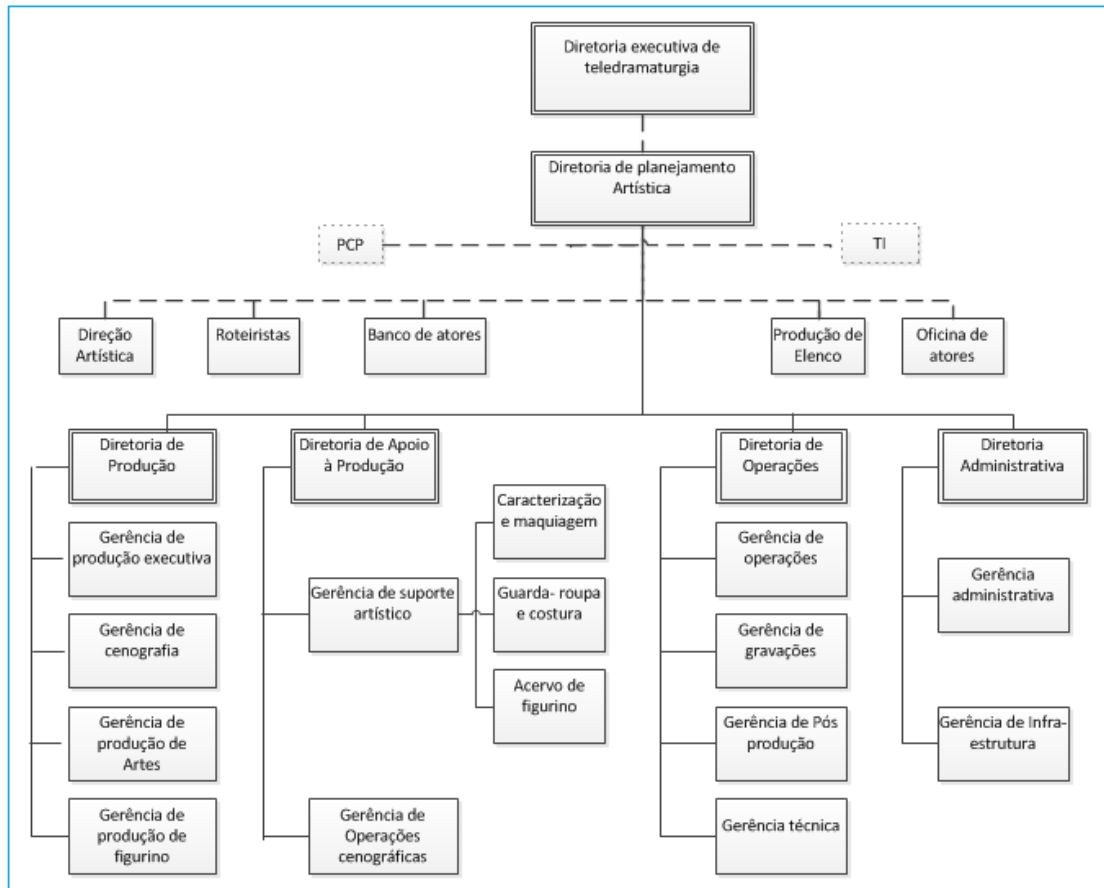 Diretoria executiva de
teledramaturgia
Diretoria de planejamento
Artística
PCP
TI
Direção
Artística
Roteiristas
Banco de atores
Produção de
Elenco
Oficina de
atores
Diretoria de
Produção
Gerência de
produção executiva
Gerência de
cenografia
Gerência de
produção de
Artes
Gerência de
produção de
figurino
Diretoria de Apoio
à Produção
Gerência de suporte
artístico
Caracterização
e maquiagem
Guarda- roupa
e costura
Acervo de
figurino
Gerência de
Operações
cenográficas
Diretoria de
Operações
Gerência de
operações
Gerência de
gravações
Gerência de Pós
produção
Gerência técnica
Diretoria
Administrativa
Gerência
administrativa
Gerência de Infra-
estrutura